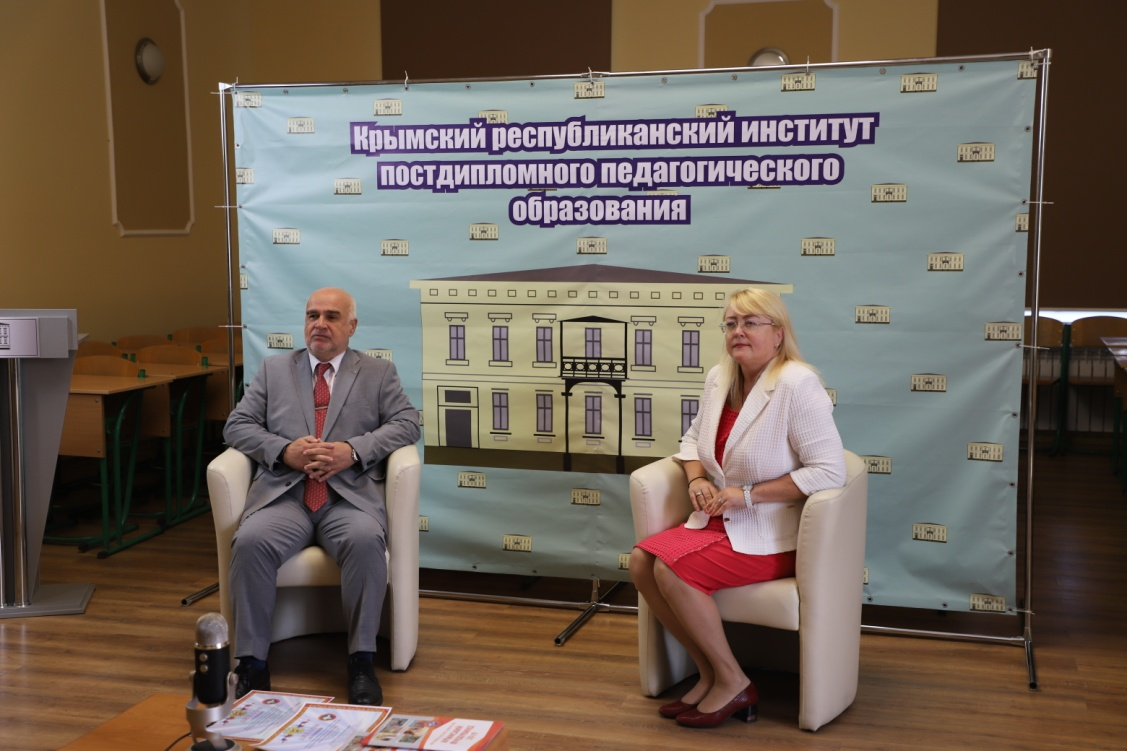 Крымский республиканский институт
постдипломного педагогического
образования